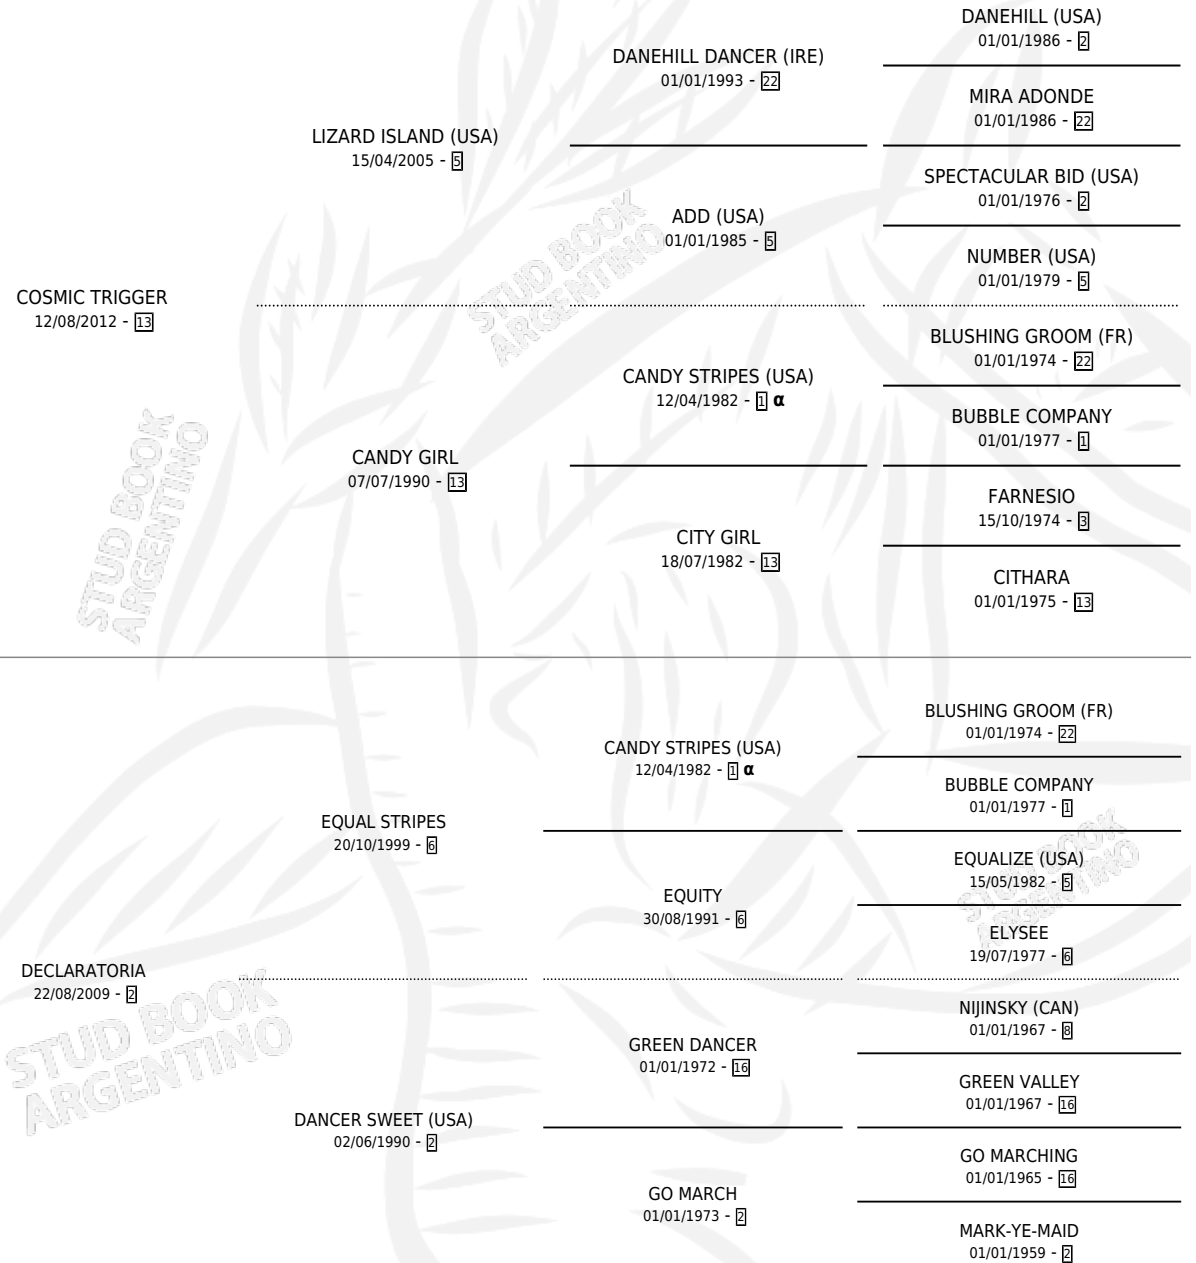 DANEHILL (USA)
01/01/1986 - 2
DANEHILL DANCER (IRE)
01/01/1993 - 22
MIRA ADONDE
01/01/1986 - 22
LIZARD ISLAND (USA)
15/04/2005 - 5
SPECTACULAR BID (USA)
01/01/1976 - 2
ADD (USA)
01/01/1985 - 5
NUMBER (USA)
01/01/1979 - 5
COSMIC TRIGGER
12/08/2012 - 13
BLUSHING GROOM (FR)
01/01/1974 - 22
CANDY STRIPES (USA)
12/04/1982 - 1 α
BUBBLE COMPANY
01/01/1977 - 1
CANDY GIRL
07/07/1990 - 13
FARNESIO
15/10/1974 - 3
CITY GIRL
18/07/1982 - 13
CITHARA
01/01/1975 - 13
BLUSHING GROOM (FR)
01/01/1974 - 22
CANDY STRIPES (USA)
12/04/1982 - 1 α
BUBBLE COMPANY
01/01/1977 - 1
EQUAL STRIPES
20/10/1999 - 6
EQUALIZE (USA)
15/05/1982 - 5
EQUITY
30/08/1991 - 6
ELYSEE
19/07/1977 - 6
DECLARATORIA
22/08/2009 - 2
NIJINSKY (CAN)
01/01/1967 - 8
GREEN DANCER
01/01/1972 - 16
GREEN VALLEY
01/01/1967 - 16
DANCER SWEET (USA)
02/06/1990 - 2
GO MARCHING
01/01/1965 - 16
GO MARCH
01/01/1973 - 2
MARK-YE-MAID
01/01/1959 - 2
STUD BOOK
ARGENTINO
STUD BOOK
ARGENTINO
STUD BOOK
ARGENTINO
STUD BOOK
ARGENTINO